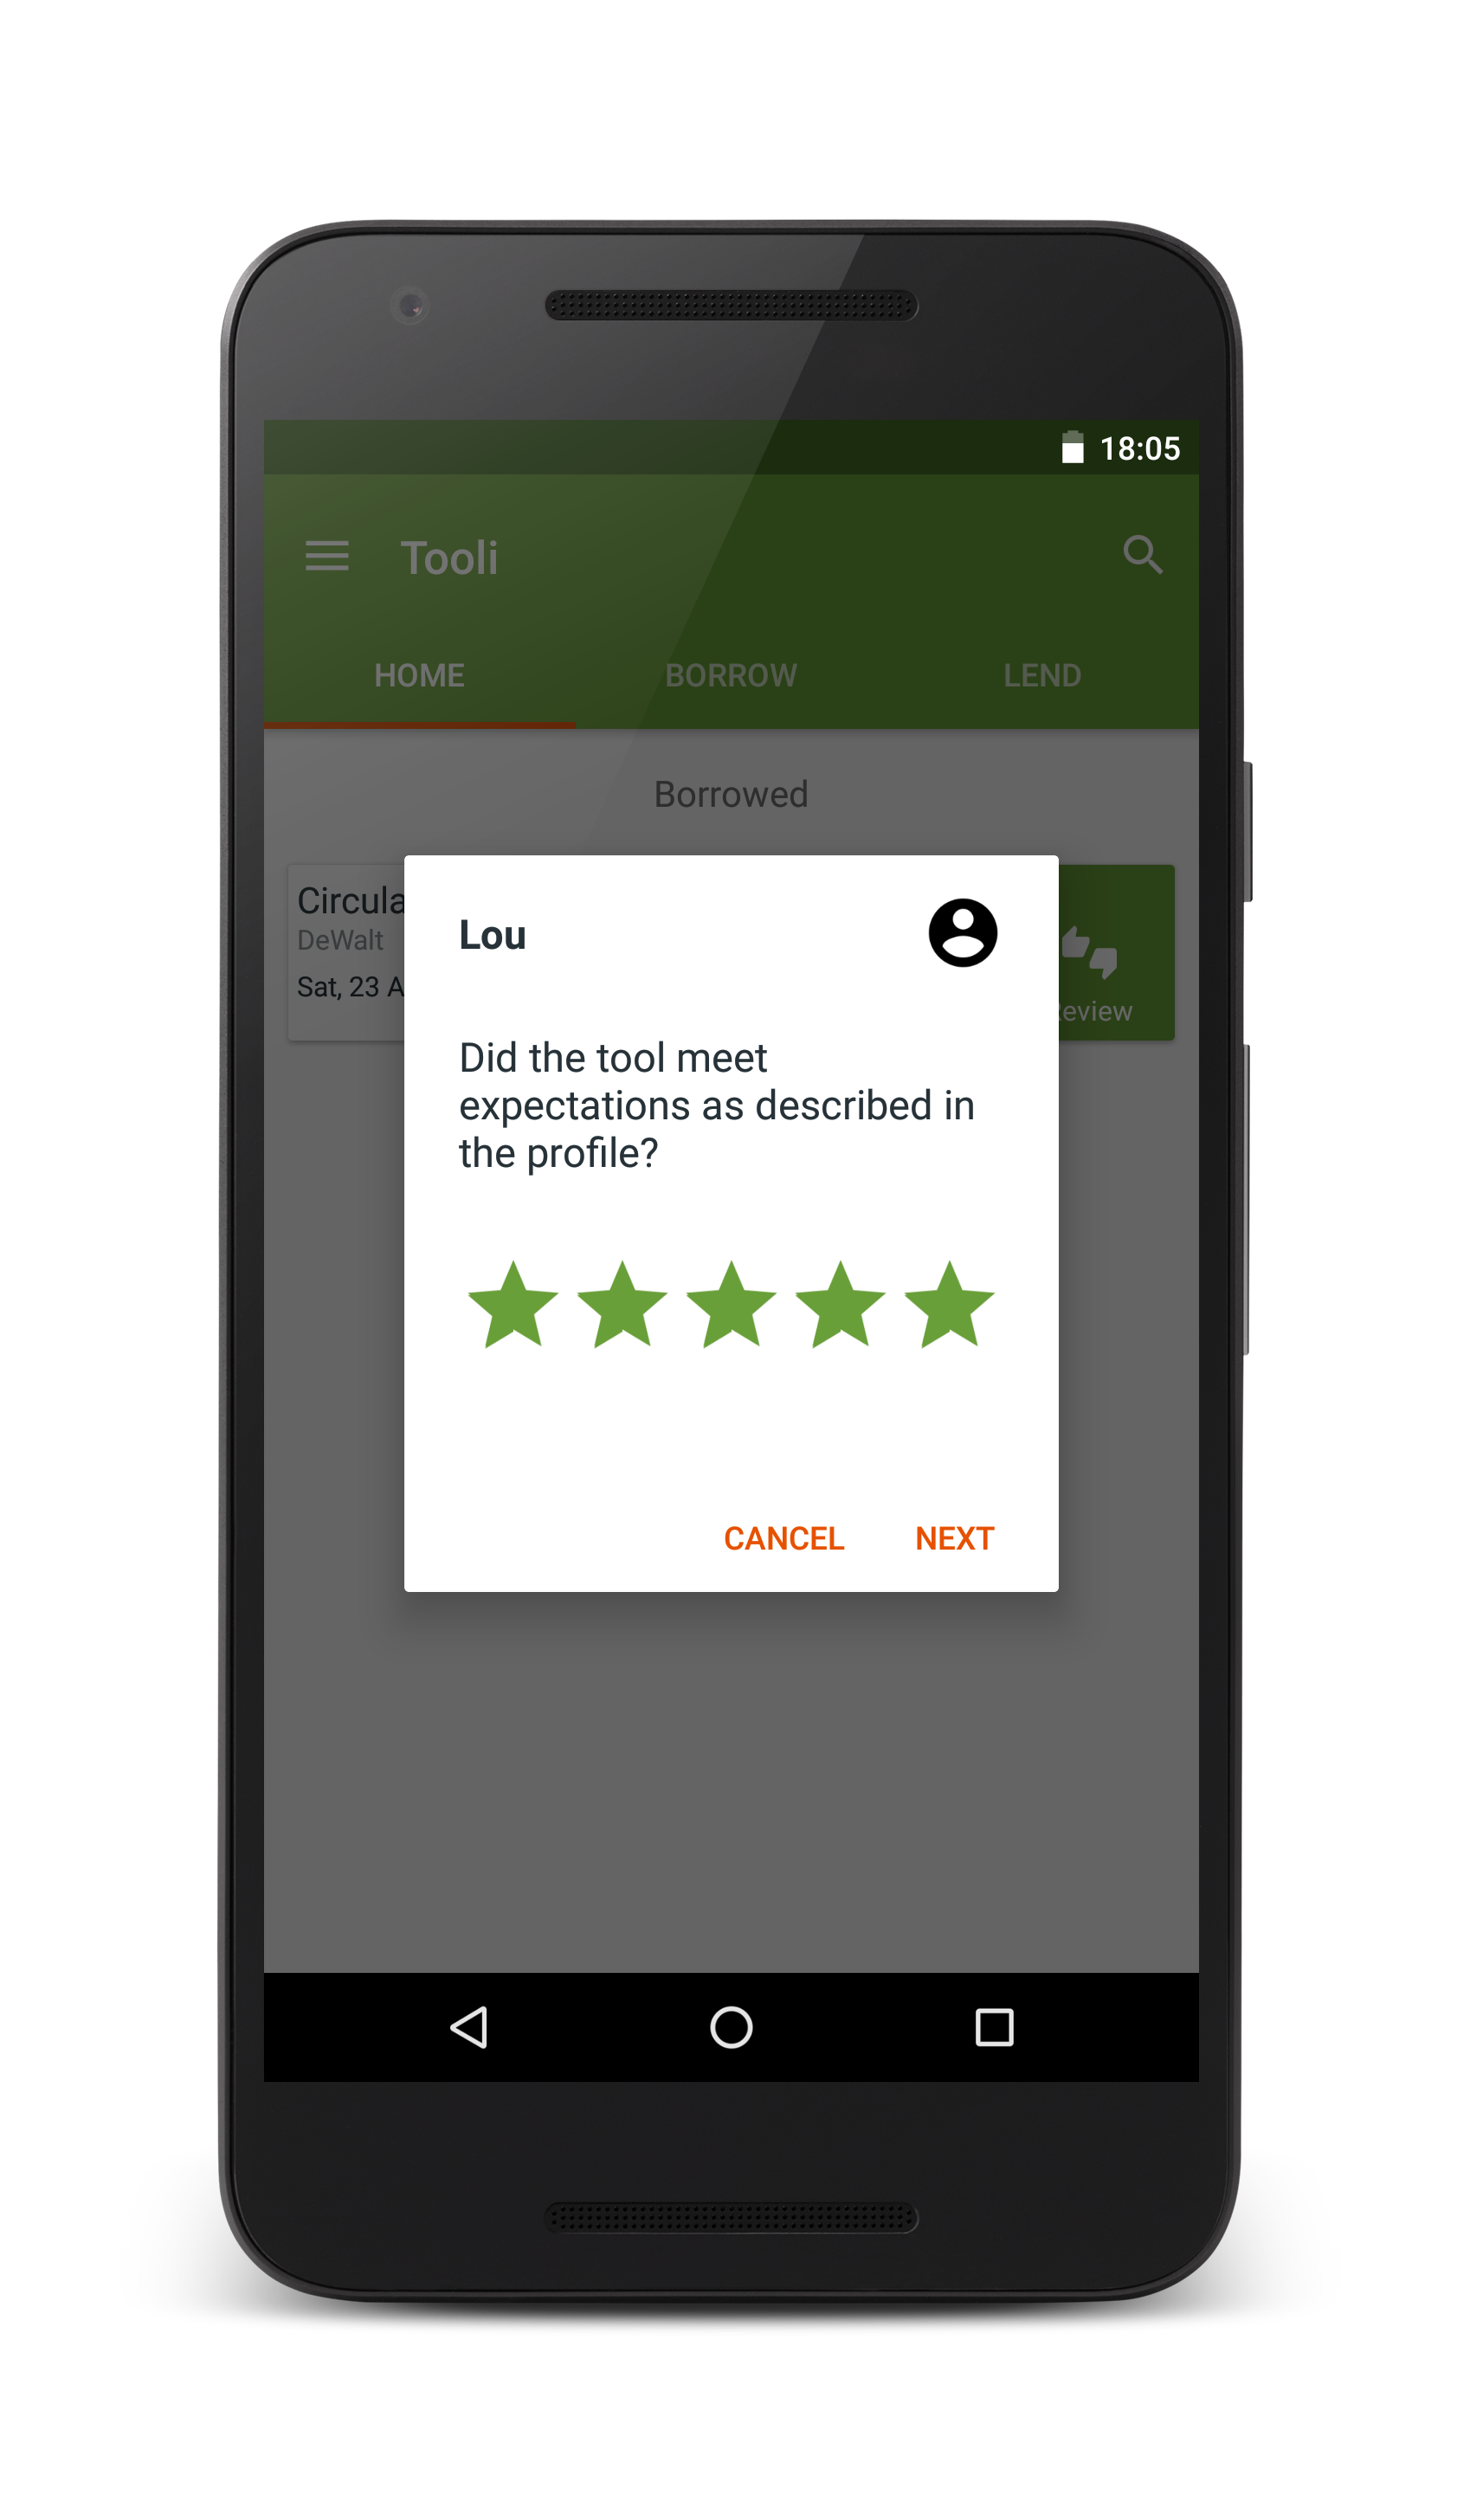 18:05
Tooli
HOME BORROW LEND
Borrowed
Circula
DeWalt
Sat, 23 A
eview
Lou
Did the tool meet
expectations as described in
the profile?
CANCEL NEXT